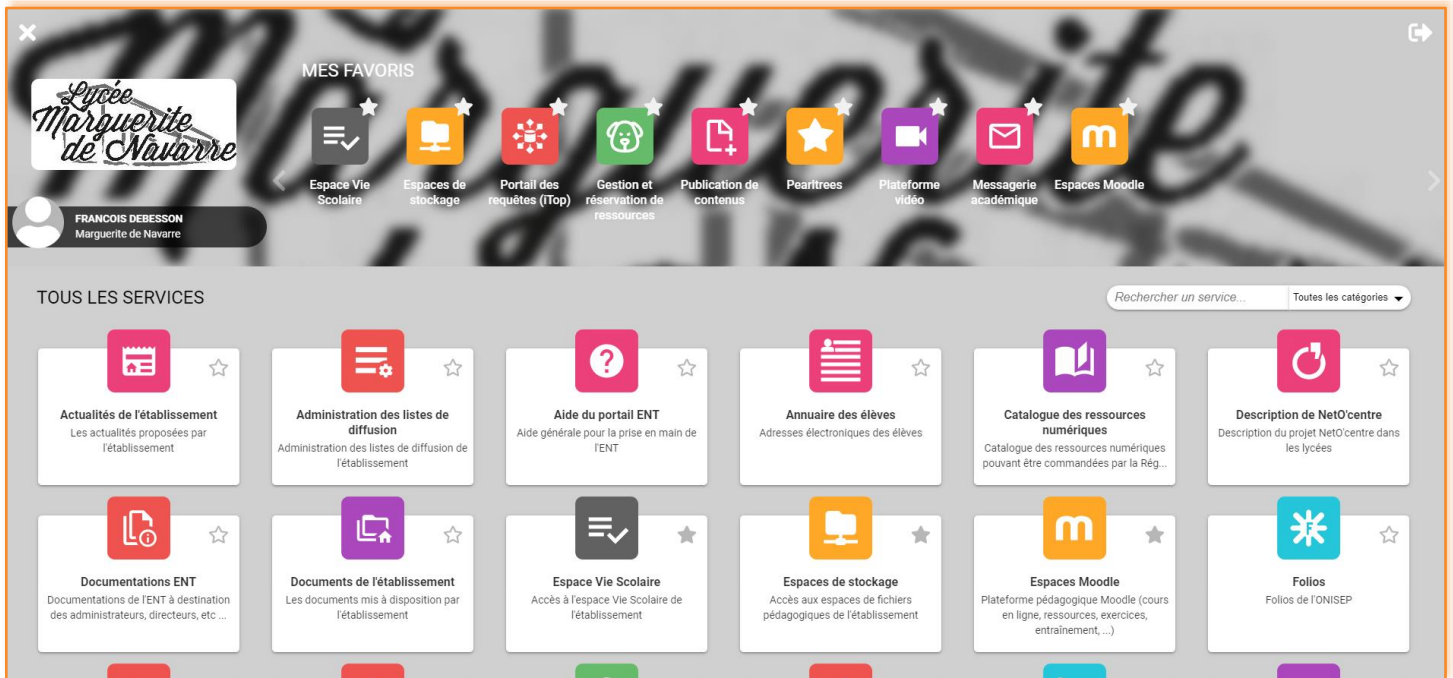 MES FAVORIS
Lycée
Marguerite
de Navarre
Espace Vie
Scolaire
Espaces de
stockage
Portail des
requêtes (iTop)
Gestion et
réservation de
ressources
Publication de
contenus
Pearltrees
Plateforme
vidéo
Messagerie
académique
m
Espaces Moodle
FRANCOIS DEBESSON
Marguerite de Navarre
TOUS LES SERVICES
Rechercher un service...
Toutes les catégories
Actualités de l'établissement
Les actualités proposées par
l'établissement
Administration des listes de
diffusion
Administration des listes de diffusion de
l'établissement
?
Aide du portail ENT
Aide générale pour la prise en main de
l'ENT
Annuaire des élèves
Adresses électroniques des élèves
Catalogue des ressources
numériques
Catalogue des ressources numériques
pouvant être commandées par la Rég...
Description de NetO'centre
Description du projet NetO'centre dans
les lycées
Documentations ENT
Documentations de l'ENT à destination
des administrateurs, directeurs, etc ...
Documents de l'établissement
Les documents mis à disposition par
l'établissement
Espace Vie Scolaire
Accès à l'espace Vie Scolaire de
l'établissement
Espaces de stockage
Accès aux espaces de fichiers
pédagogiques de l'établissement
m
Espaces Moodle
Plateforme pédagogique Moodle (cours
en ligne, ressources, exercices,
entraînement, ...)
F
Folios
Folios de l'ONISEP